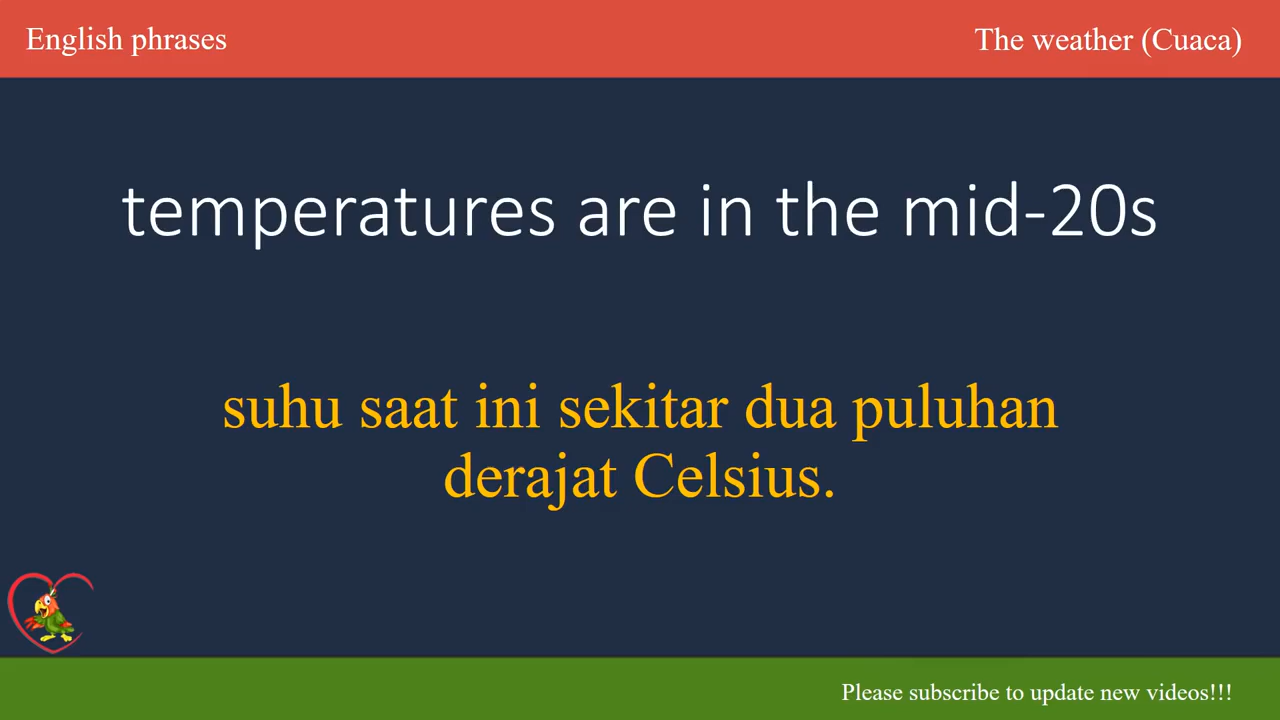 English phrases
The weather (Cuaca)
temperatures are in the mid-20s
suhu saat ini sekitar dua puluhan
derajat Celsius.
Please subscribe to update new videos!!!